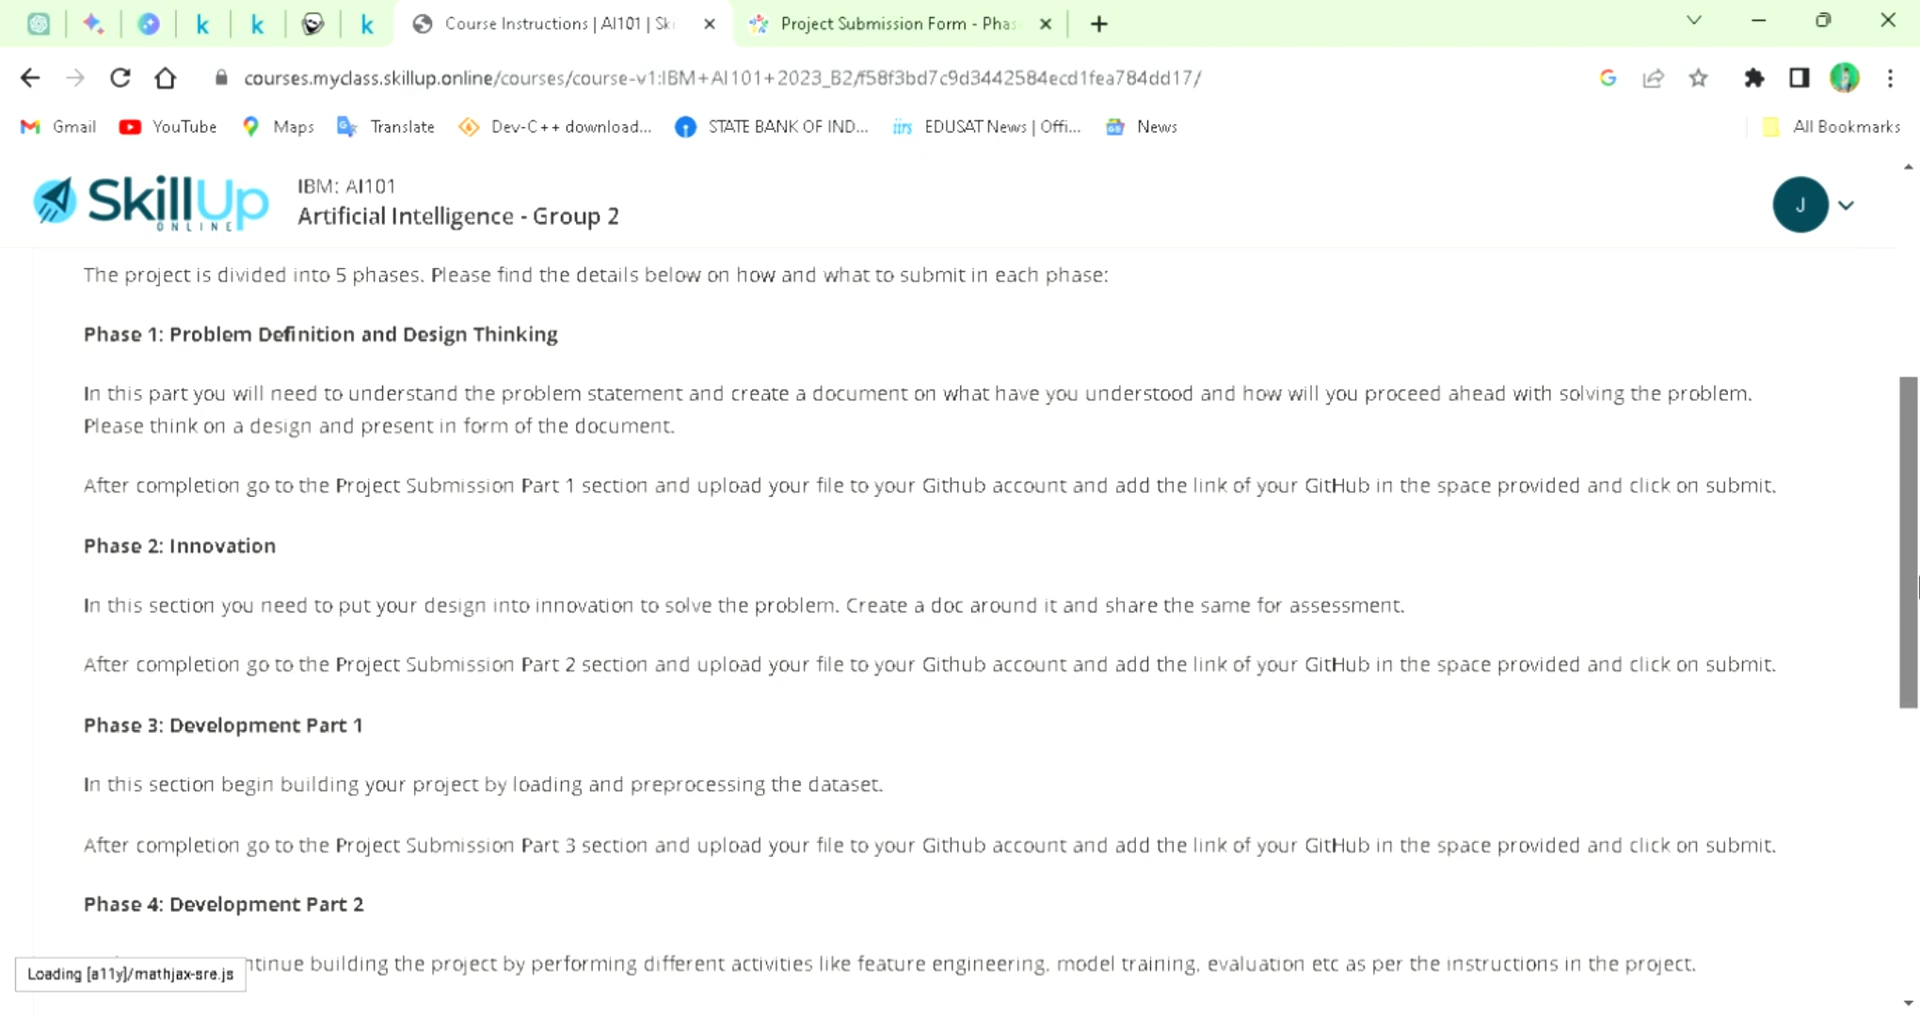 Course Instructions | AI101 | Ski
Project Submission Form - Phas
courses.myclass.skillup.online/courses/course-v1:IBM+AI101+2023_B2/f58f3bd7c9d3442584ecd1fea784dd17/
Gmail YouTube Maps Translate Dev-C++ download... STATE BANK OF IND... EDUSAT News | Offi... News All Bookmarks
SkillUp
ONLINE
IBM: AI101
Artificial Intelligence - Group 2
J
The project is divided into 5 phases. Please find the details below on how and what to submit in each phase:
Phase 1: Problem Definition and Design Thinking
In this part you will need to understand the problem statement and create a document on what have you understood and how will you proceed ahead with solving the problem.
Please think on a design and present in form of the document.
After completion go to the Project Submission Part 1 section and upload your file to your Github account and add the link of your GitHub in the space provided and click on submit.
Phase 2: Innovation
In this section you need to put your design into innovation to solve the problem. Create a doc around it and share the same for assessment.
After completion go to the Project Submission Part 2 section and upload your file to your Github account and add the link of your GitHub in the space provided and click on submit.
Phase 3: Development Part 1
In this section begin building your project by loading and preprocessing the dataset.
After completion go to the Project Submission Part 3 section and upload your file to your Github account and add the link of your GitHub in the space provided and click on submit.
Phase 4: Development Part 2
ntinue building the project by performing different activities like feature engineering, model training, evaluation etc as per the instructions in the project.
Loading [a11y]/mathjax-sre.js